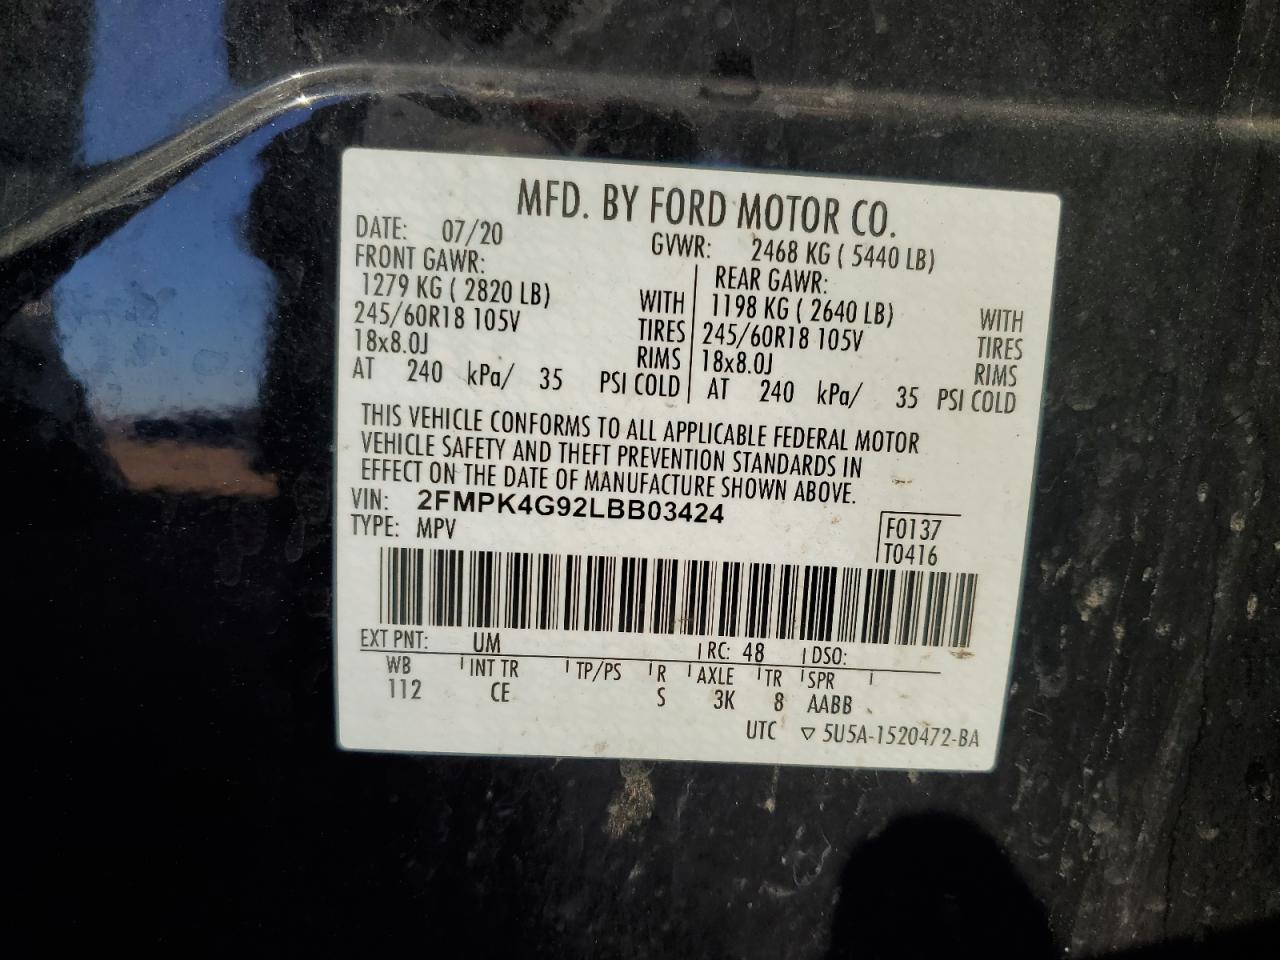 MFD. BY FORD MOTOR CO.
DATE: 07/20 GVWR: 2468 KG ( 5440 LB)
FRONT GAWR: REAR GAWR:
1279 KG ( 2820 LB) WITH 1198 KG ( 2640 LB) WITH
245/60R18 105V TIRES 245/60R18 105V TIRES
18x8.0J RIMS 18x8.0J RIMS
AT 240 kPa/ 35 PSI COLD AT 240 kPa/ 35 PSI COLD
THIS VEHICLE CONFORMS TO ALL APPLICABLE FEDERAL MOTOR
VEHICLE SAFETY AND THEFT PREVENTION STANDARDS IN
EFFECT ON THE DATE OF MANUFACTURE SHOWN ABOVE.
VIN: 2FMPK4G92LBB03424
TYPE: MPV F0137
T0416
EXT PNT: UM RC: 48 DSO:
WB INT TR TP/PS R AXLE TR SPR
112 CE S 3K 8 AABB
UTC ▽ 5U5A-1520472-BA